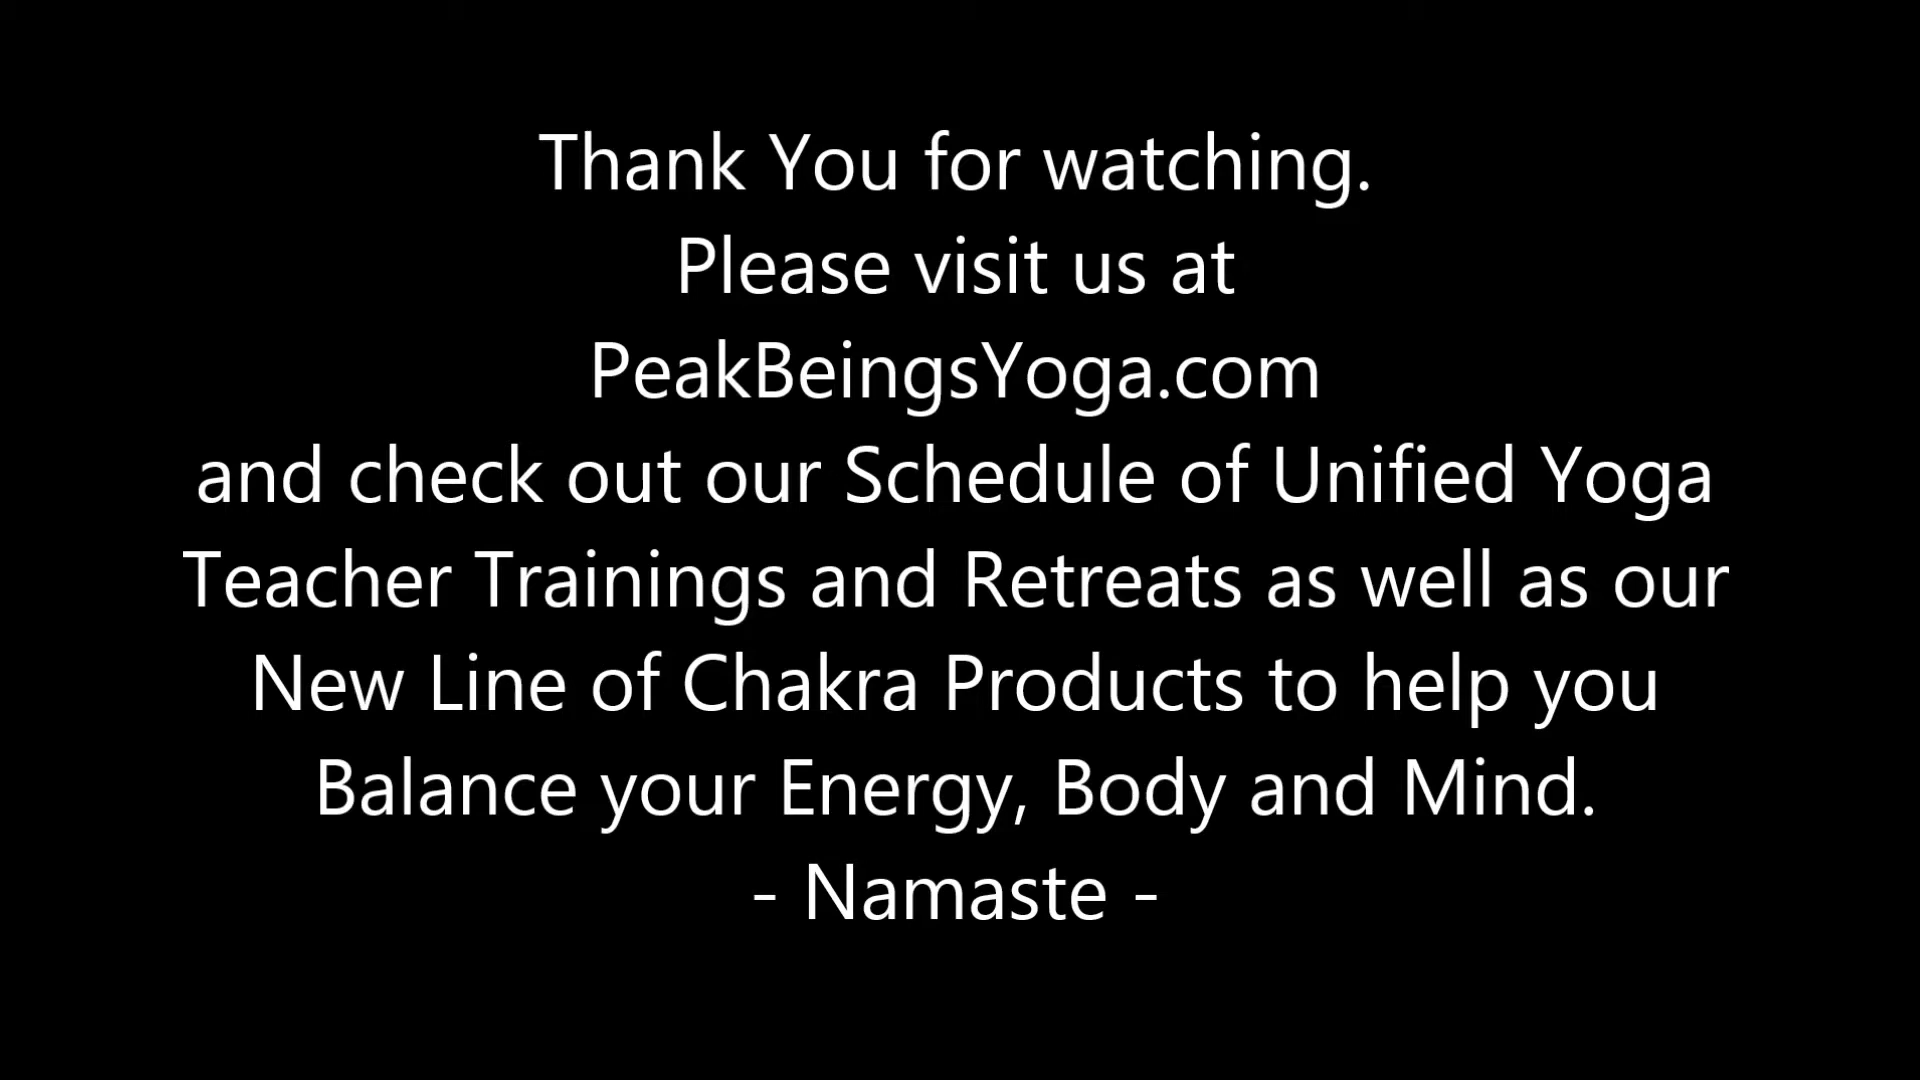 Thank You for watching.
Please visit us at
PeakBeingsYoga.com
and check out our Schedule of Unified Yoga
Teacher Trainings and Retreats as well as our
New Line of Chakra Products to help you
Balance your Energy, Body and Mind.
- Namaste -